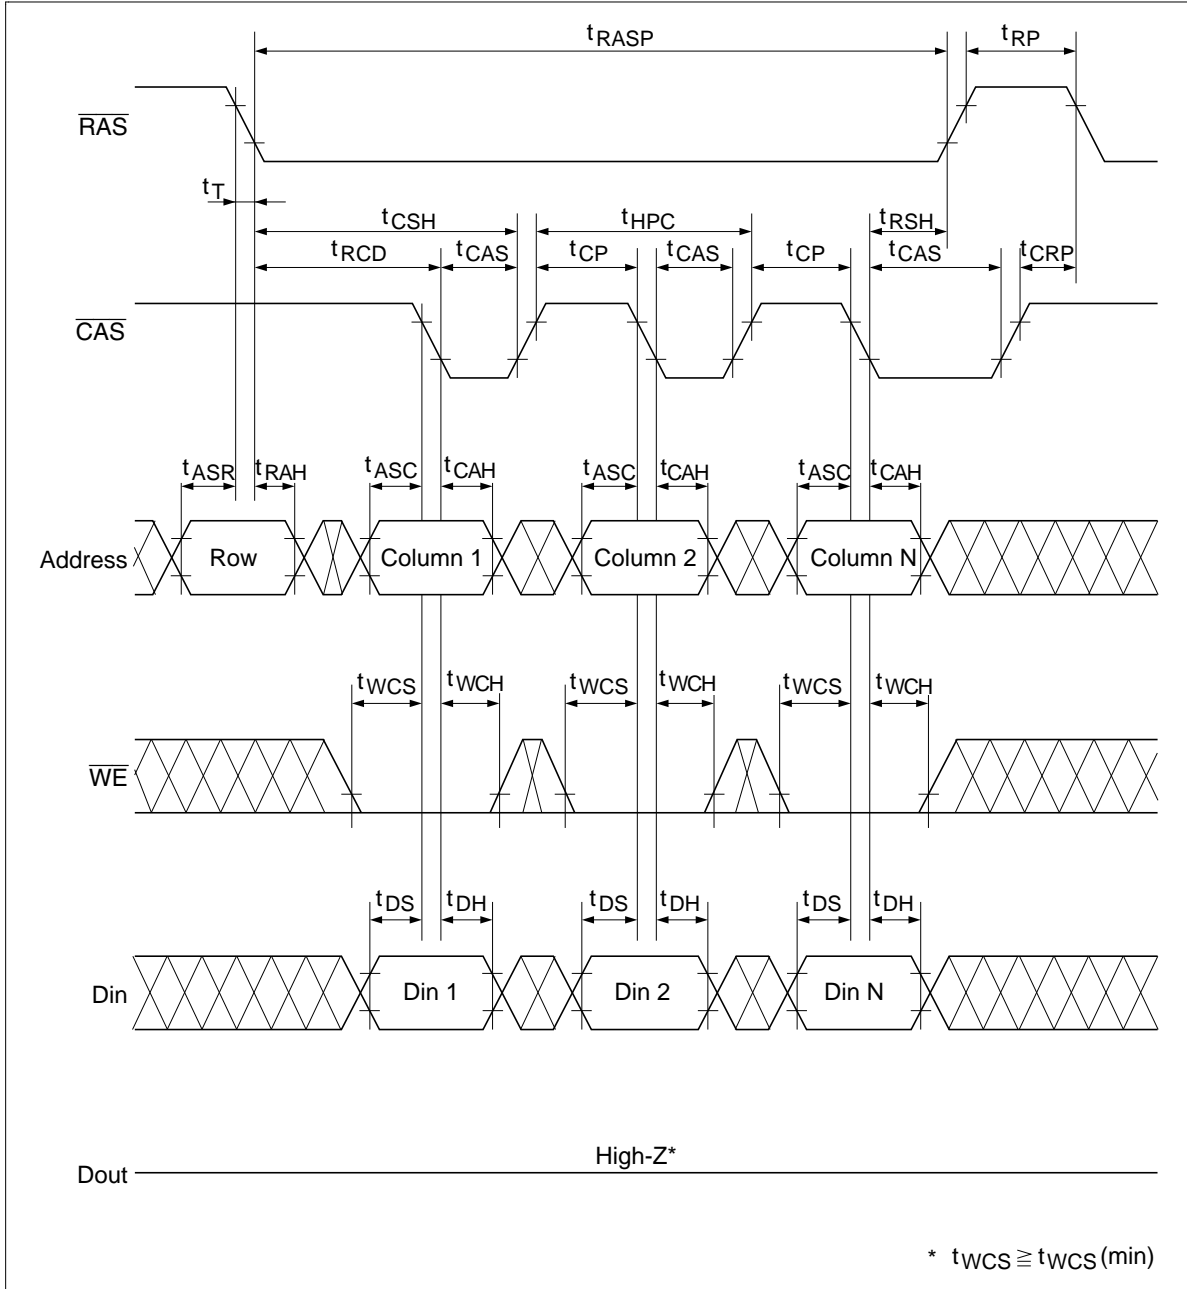 tRASP tRP
RAS
tT
tCSH tHPC tRSH
tRCD tCAS tCP tCAS tCP tCAS tCRP
CAS
tASR tRAH tASC tCAH tASC tCAH tASC tCAH
Address Row Column 1 Column 2 Column N
tWCS tWCH tWCS tWCH tWCS tWCH
WE
tDS tDH tDS tDH tDS tDH
Din Din 1 Din 2 Din N
High-Z*
Dout
* tWCS ≧ tWCS(min)